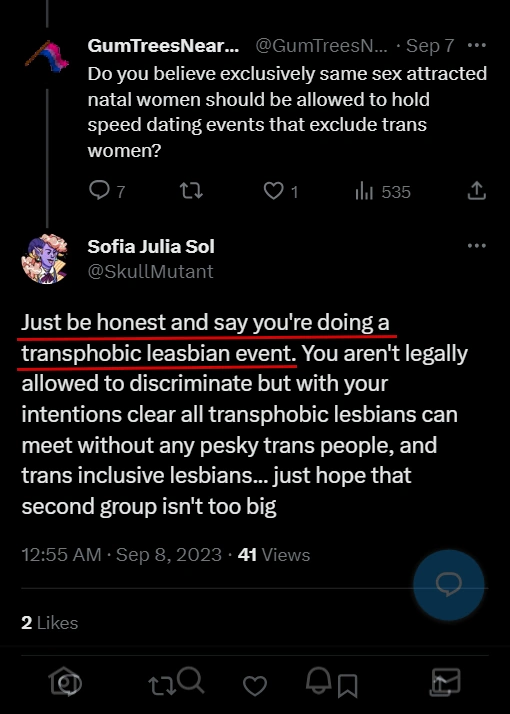 GumTreesNear... @GumTreesN... · Sep 7
Do you believe exclusively same sex attracted
natal women should be allowed to hold
speed dating events that exclude trans
women?
7 1 535
Sofia Julia Sol
@SkullMutant
Just be honest and say you're doing a
transphobic leasbian event. You aren't legally
allowed to discriminate but with your
intentions clear all transphobic lesbians can
meet without any pesky trans people, and
trans inclusive lesbians... just hope that
second group isn't too big
12:55 AM · Sep 8, 2023 · 41 Views
2 Likes